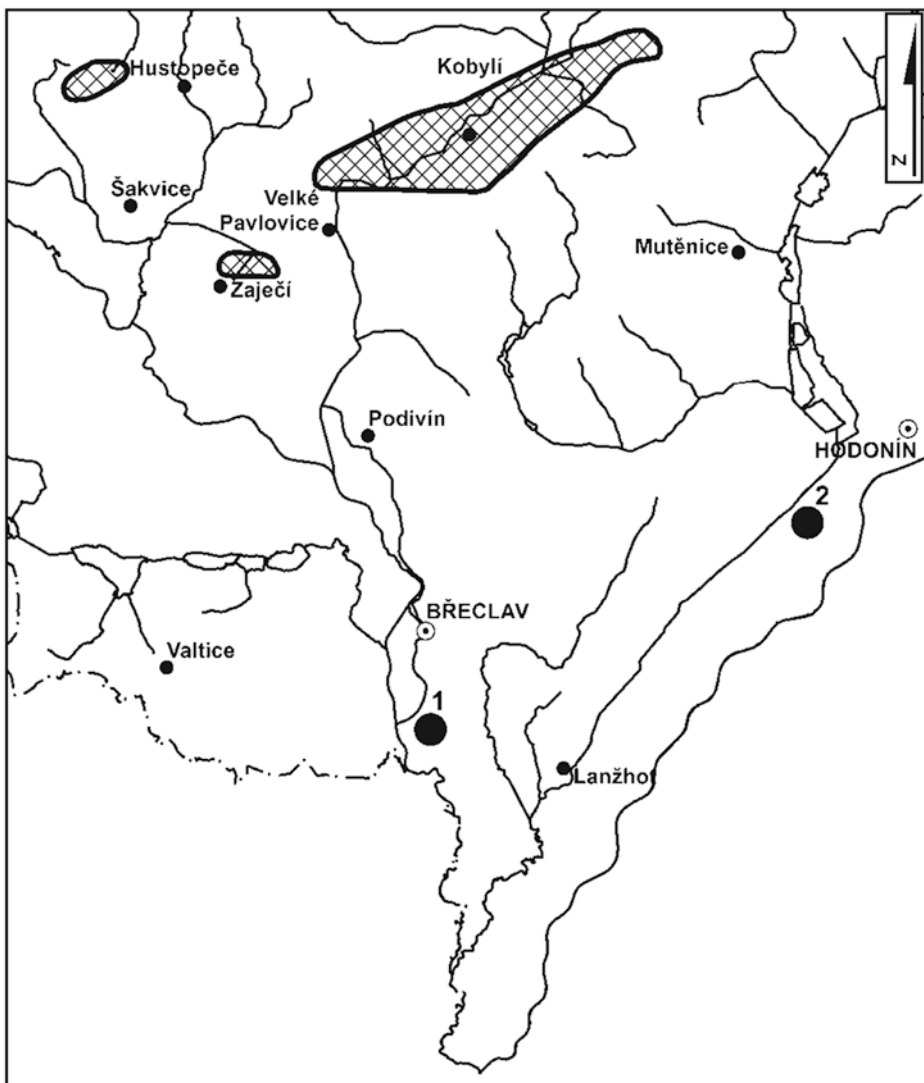 Hustopeče
Kobylí
Šakvice
Velké
Pavlovice
Mutěnice
Zaječí
Podivín
HODONÍN
2
BŘECLAV
Valtice
1
Lanžhot
N